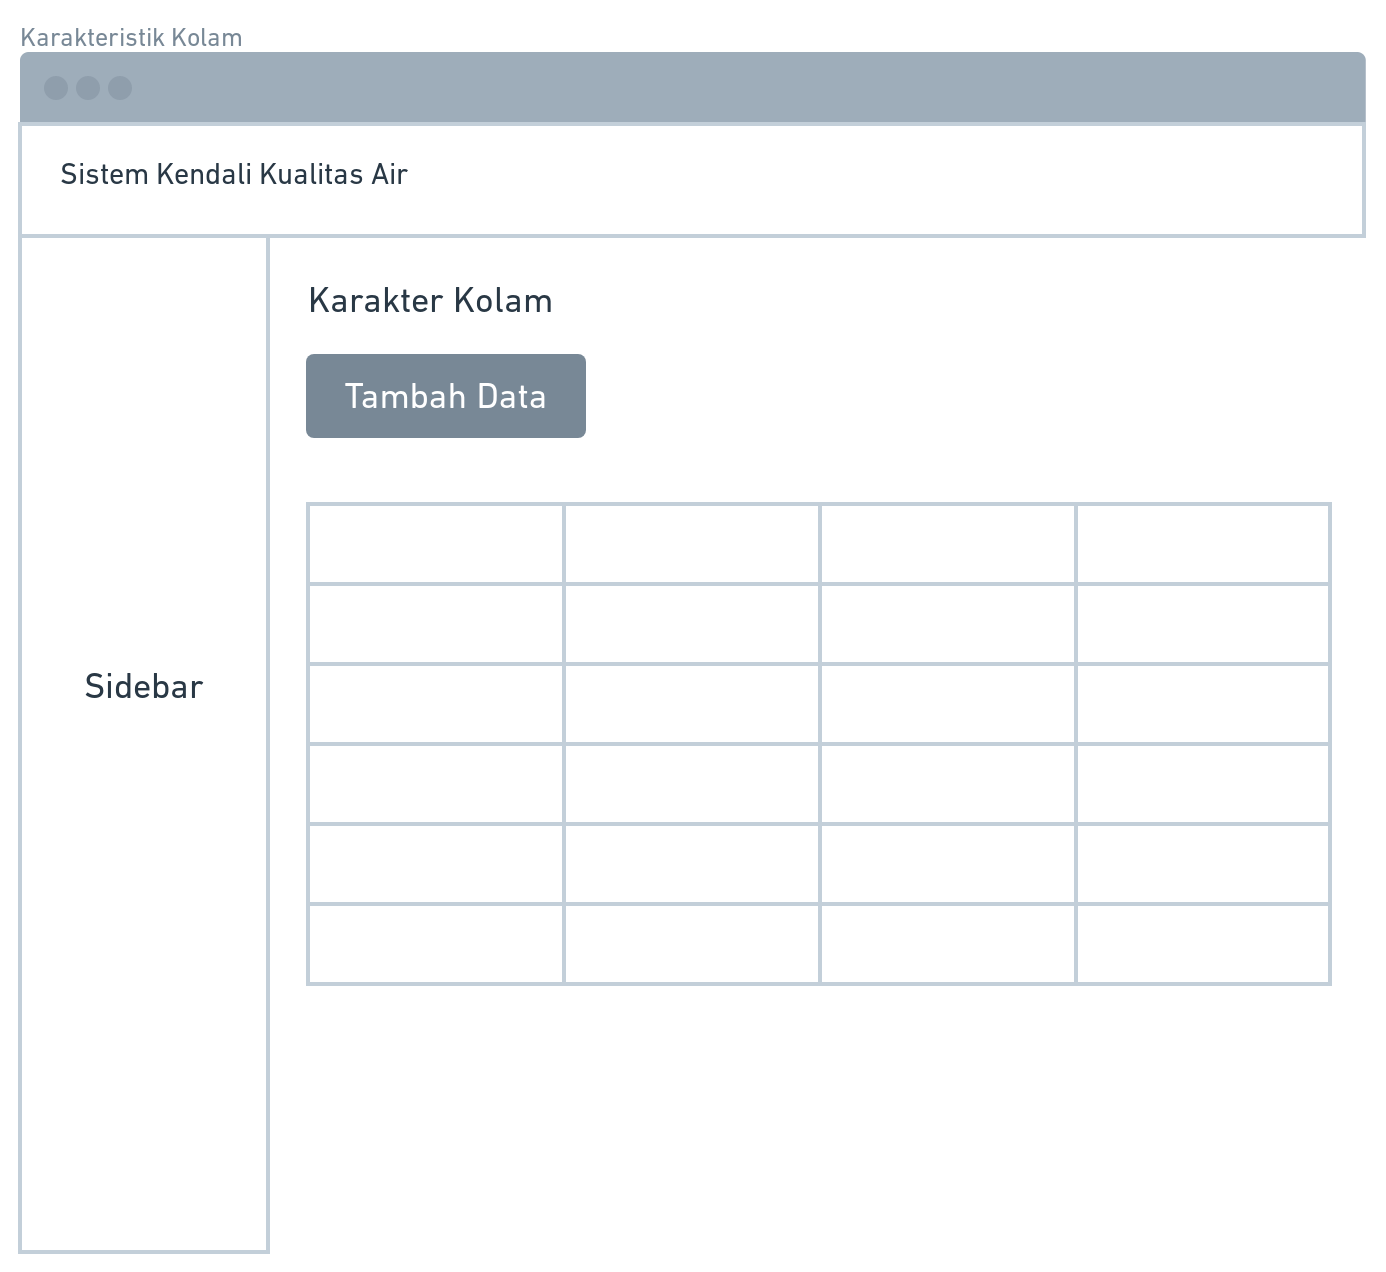 Karakteristik Kolam
Sistem Kendali Kualitas Air
Karakter Kolam
Tambah Data
Sidebar